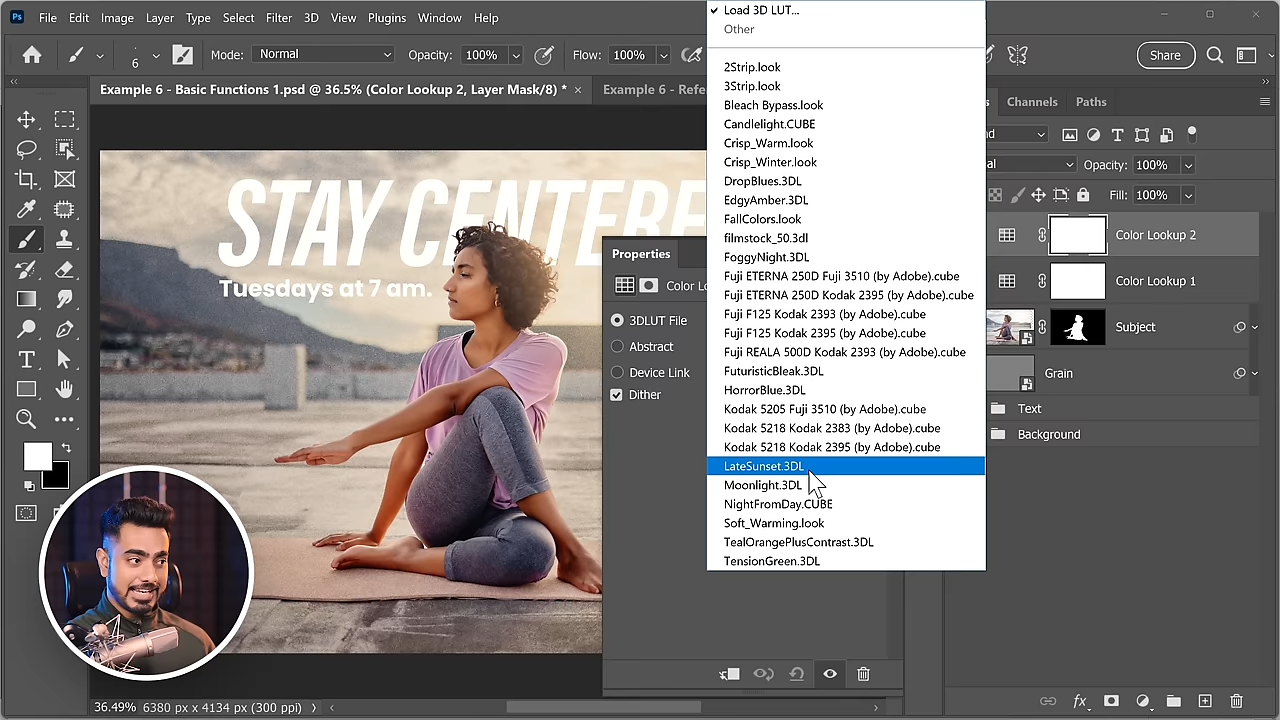 Ps File Edit Image Layer Type Select Filter 3D View Plugins Window Help
6 Mode: Normal Opacity: 100% Flow: 100% Share
Example 6 - Basic Functions 1.psd @ 36.5% (Color Lookup 2, Layer Mask/8) * × Example 6 - Refe
STAY CENTERE
Tuesdays at 7 am.
Properties
Color Lo
3DLUT File
Abstract
Device Link
Dither
Load 3D LUT...
Other
2Strip.look
3Strip.look
Bleach Bypass.look
Candlelight.CUBE
Crisp_Warm.look
Crisp_Winter.look
DropBlues.3DL
EdgyAmber.3DL
FallColors.look
filmstock_50.3dl
FoggyNight.3DL
Fuji ETERNA 250D Fuji 3510 (by Adobe).cube
Fuji ETERNA 250D Kodak 2395 (by Adobe).cube
Fuji F125 Kodak 2393 (by Adobe).cube
Fuji F125 Kodak 2395 (by Adobe).cube
Fuji REALA 500D Kodak 2393 (by Adobe).cube
FuturisticBleak.3DL
HorrorBlue.3DL
Kodak 5205 Fuji 3510 (by Adobe).cube
Kodak 5218 Kodak 2383 (by Adobe).cube
Kodak 5218 Kodak 2395 (by Adobe).cube
LateSunset.3DL
Moonlight.3DL
NightFromDay.CUBE
Soft_Warming.look
TealOrangePlusContrast.3DL
TensionGreen.3DL
s Channels Paths
d
al Opacity: 100%
Fill: 100%
Color Lookup 2
Color Lookup 1
Subject
Grain
Text
Background
fx
36.49% 6380 px x 4134 px (300 ppi)